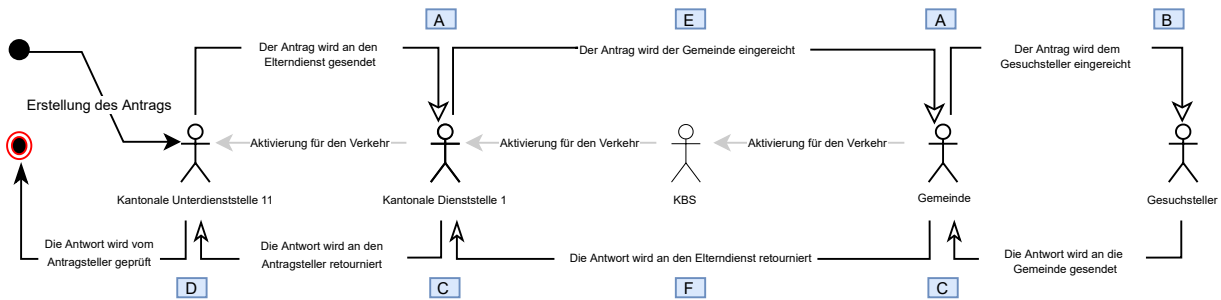 A
E
A
B
Der Antrag wird an den
Elterndienst gesendet
Der Antrag wird der Gemeinde eingereicht
Der Antrag wird dem
Gesuchsteller eingereicht
Erstellung des Antrags
Aktivierung für den Verkehr
Aktivierung für den Verkehr
Aktivierung für den Verkehr
Kantonale Unterdienststelle 11
Kantonale Dienststelle 1
KBS
Gemeinde
Gesuchsteller
Die Antwort wird vom
Antragsteller geprüft
Die Antwort wird an den
Antragsteller retourniert
Die Antwort wird an den Elterndienst retourniert
Die Antwort wird an die
Gemeinde gesendet
D
C
F
C